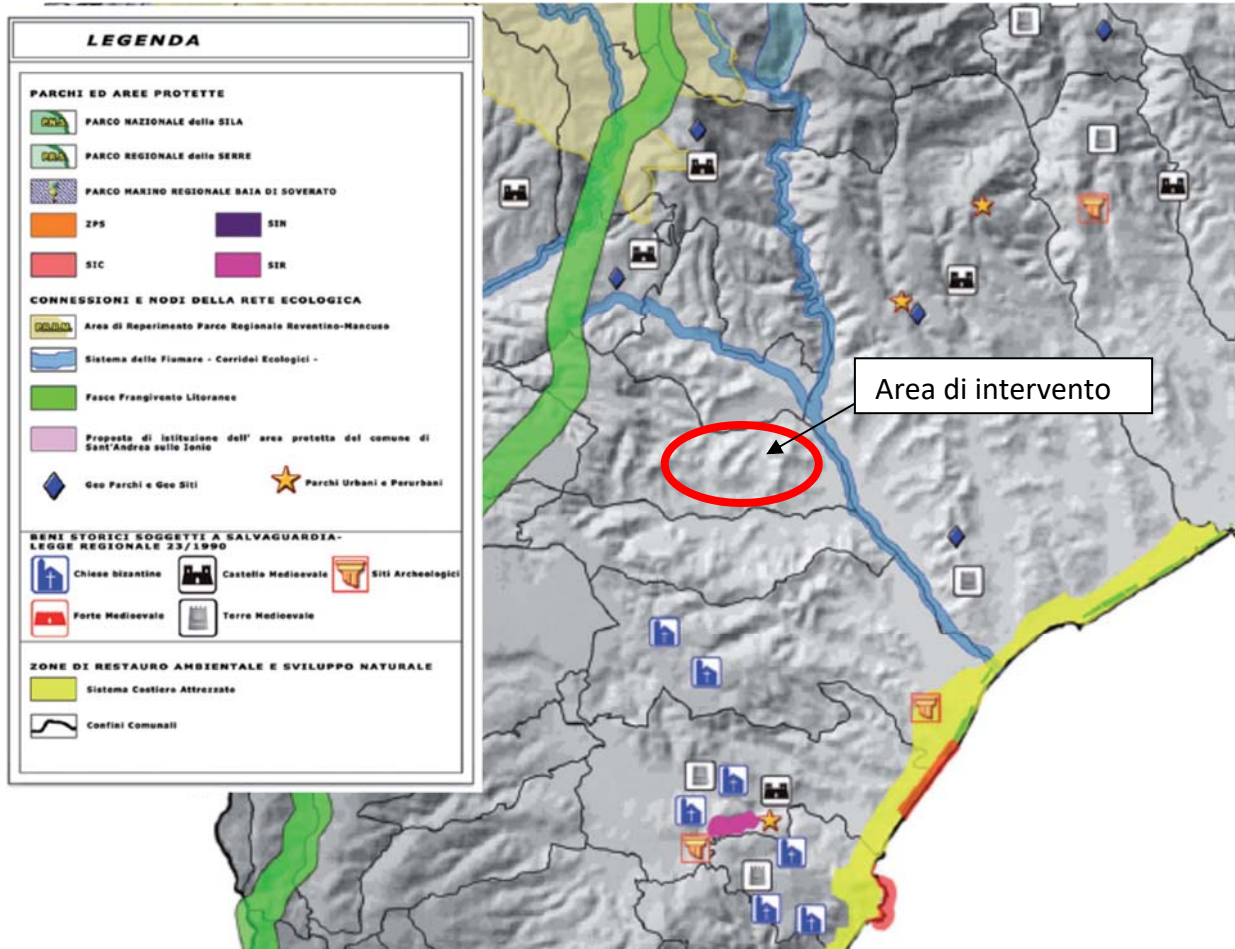 LEGENDA
PARCHI ED AREE PROTETTE
P.N.S. PARCO NAZIONALE della SILA
P.R.S. PARCO REGIONALE delle SERRE
PARCO MARINO REGIONALE BAIA DI SOVERATO
ZPS SIN
SIC SIR
CONNESSIONI E NODI DELLA RETE ECOLOGICA
Area di Reperimento Parco Regionale Reventino-Mancuso
Sistema delle Fiumare - Corridoi Ecologici -
Fasce Frangivento Litoranee
Proposta di istituzione dell' area protetta del comune di
Sant'Andrea sullo Ionio
Geo Parchi e Geo Siti Parchi Urbani e Perurbani
BENI STORICI SOGGETTI A SALVAGUARDIA-
LEGGE REGIONALE 23/1990
Chiese bizantine Castello Medioevale Siti Archeologici
Forte Medioevale Torre Medioevale
ZONE DI RESTAURO AMBIENTALE E SVILUPPO NATURALE
Sistema Costiero Attrezzato
Confini Comunali
Area di intervento